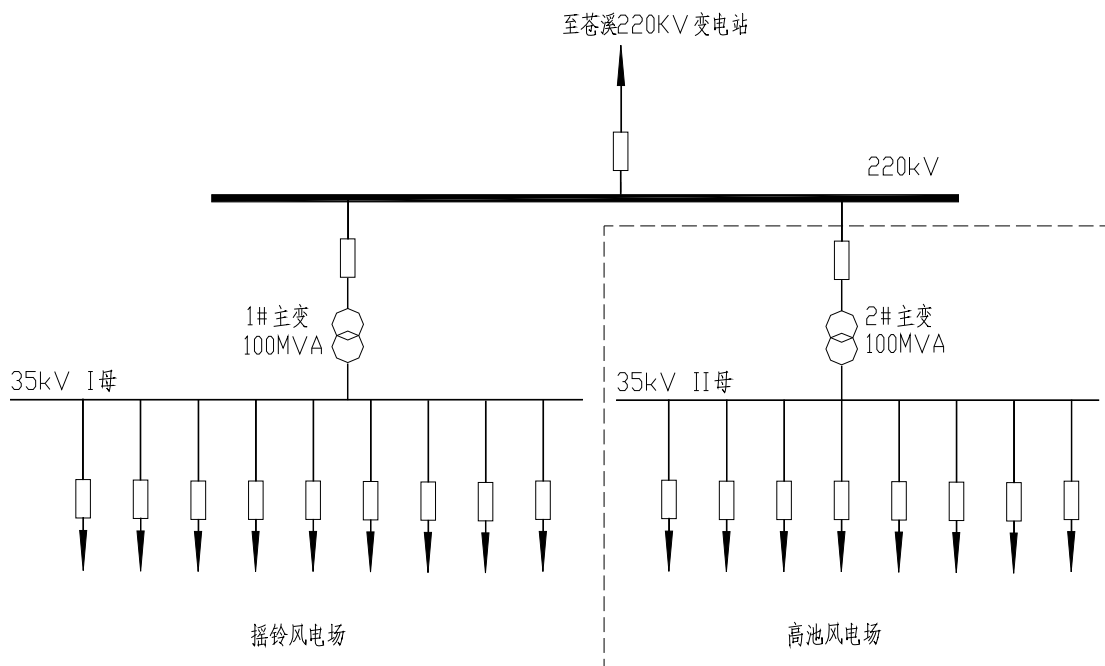 至苍溪220KV变电站
220kV
1#主变
100MVA
2#主变
100MVA
35kV I母
35kV II母
摇铃风电场
高池风电场